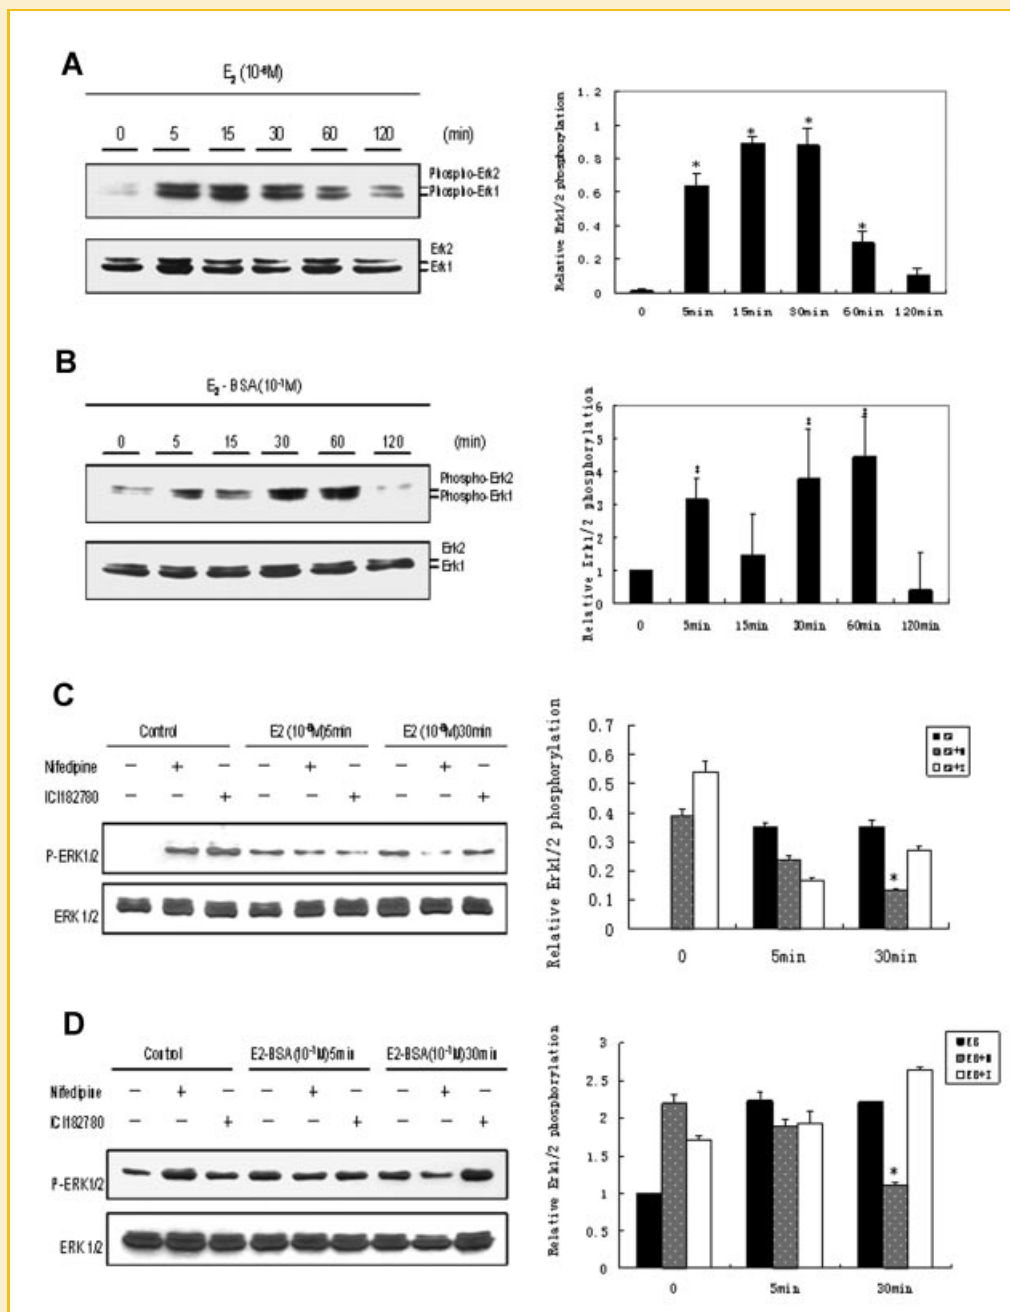 A
E2 (10-8M)
0 5 15 30 60 120 (min)
Phospho-Erk2
Phospho-Erk1
Erk2
Erk1
Relative Erk1/2 phosphorylation
1.2
1
0.8
0.6
0.4
0.2
0
* * * *
0 5min 15min 30min 60min 120min
B
E2 - BSA(10-M)
0 5 15 30 60 120 (min)
Phospho-Erk2
Phospho-Erk1
Erk2
Erk1
Relative Erk1/2 phosphorylation
6
5
4
3
2
1
0
0 5min 15min 30min 60min 120min
C
Control E2 (10-M)5min E2 (10-M)30min
Nifedipine − + − − + − − + −
ICI182780 − − + − − + − − +
P-ERK1/2
ERK 1/2
Relative Erk1/2 phosphorylation
0.7
0.6
0.5
0.4
0.3
0.2
0.1
0
*
0 5min 30min
D
Control E2-BSA(10-M)5min E2-BSA(10-M)30min
Nifedipine − + − − + − − + −
ICI182780 − − + − − + − − +
P-ERK1/2
ERK 1/2
Relative Erk1/2 phosphorylation
3
2.5
2
1.5
1
0.5
0
*
0 5min 30min